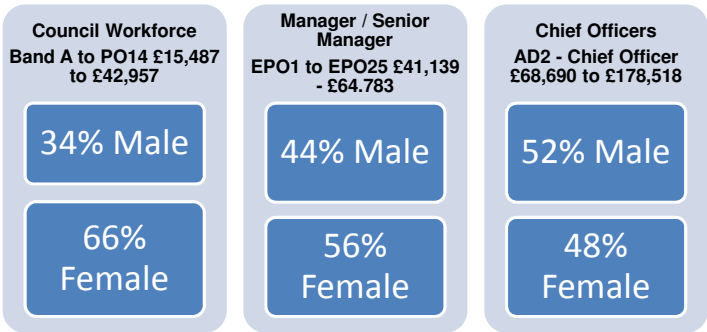 Council Workforce
Band A to PO14 £15,487
to £42,957
34% Male
66%
Female
Manager / Senior
Manager
EPO1 to EPO25 £41,139
- £64.783
44% Male
56%
Female
Chief Officers
AD2 - Chief Officer
£68,690 to £178,518
52% Male
48%
Female